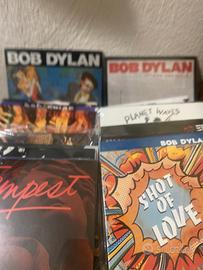 BOB DYLAN
BOB DYLAN
PLANET WAVES
Tempest
BOB DYLA
SHOT
OF
LOVE